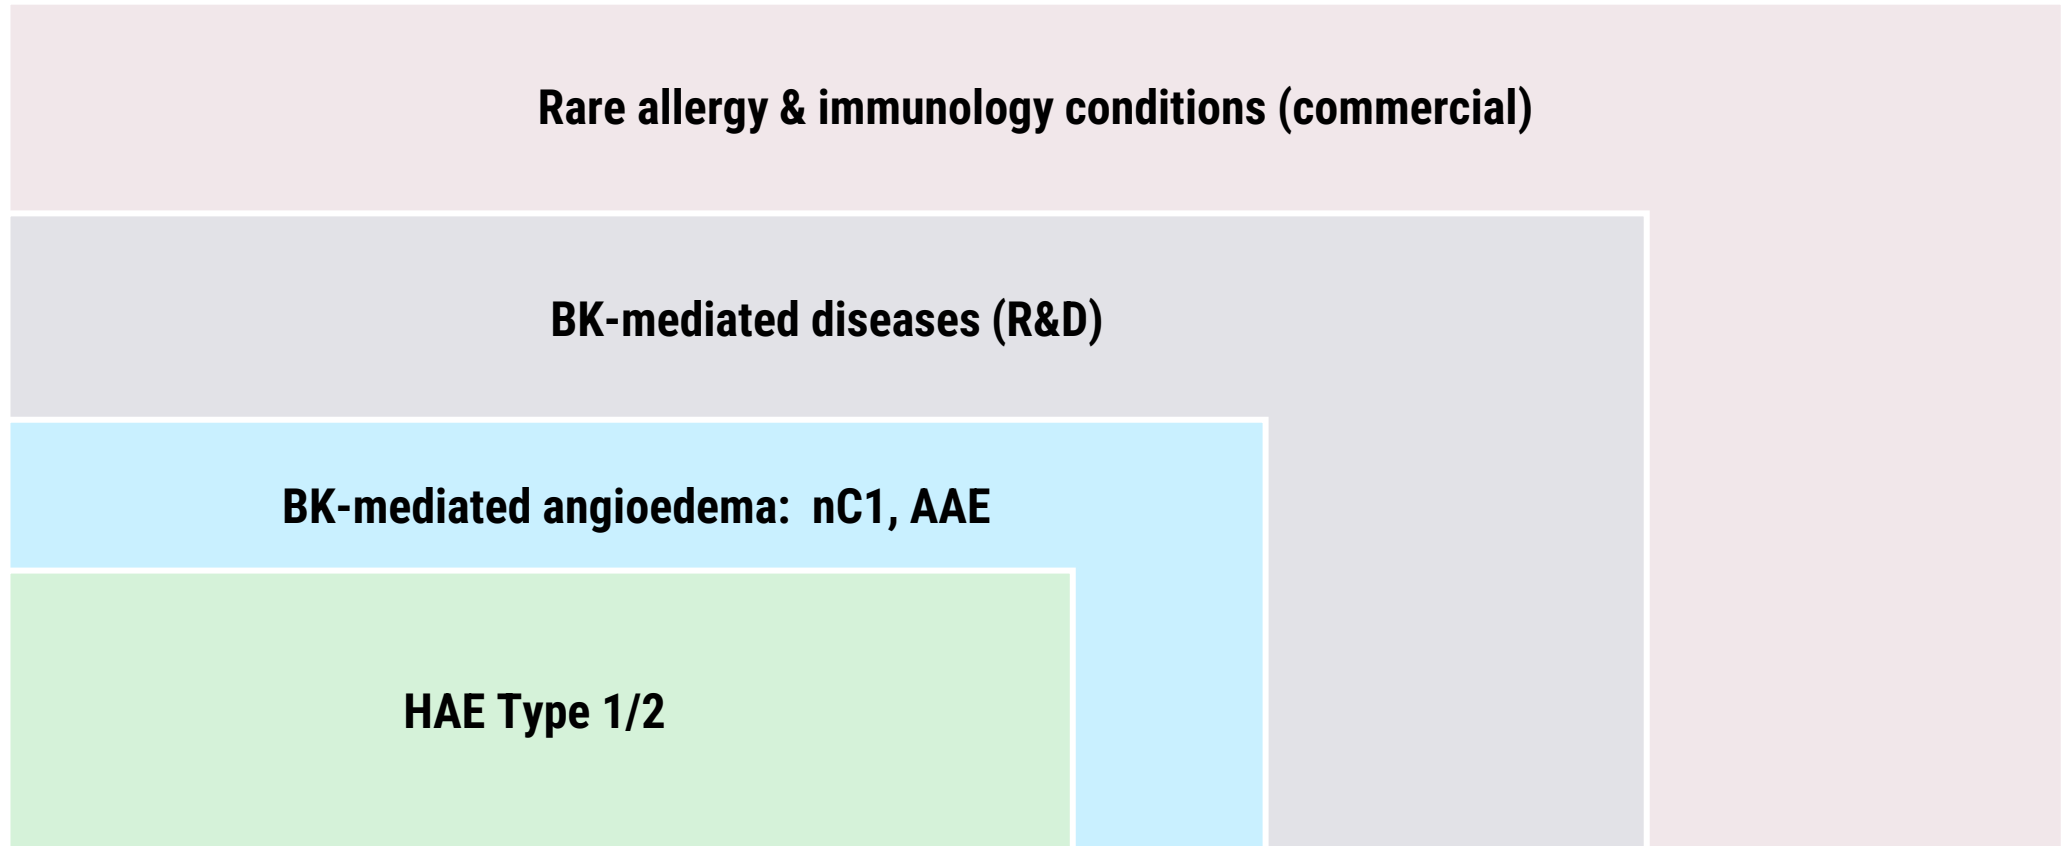 Rare allergy & immunology conditions (commercial)
BK-mediated diseases (R&D)
BK-mediated angioedema:  nC1, AAE
HAE Type 1/2